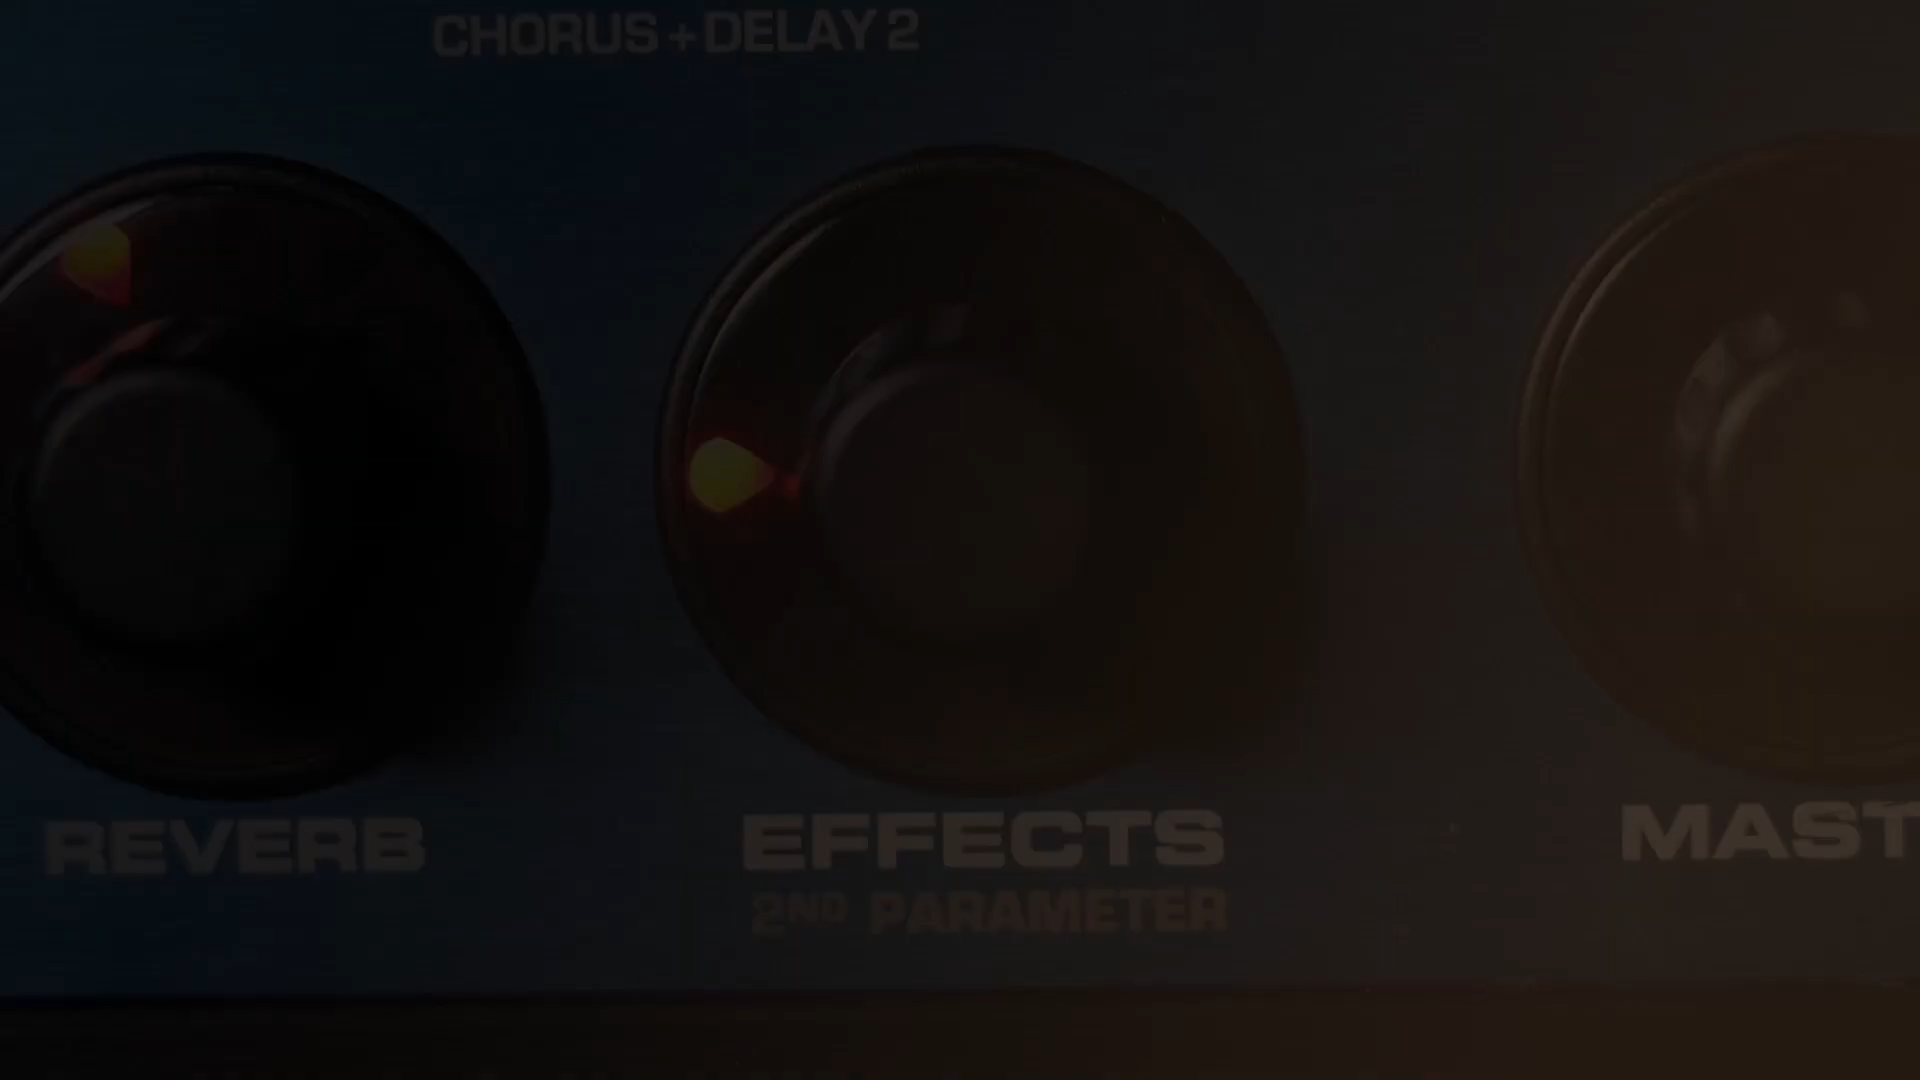 CHORUS+DELAY 2
REVERB
EFFECTS
2ND PARAMETER
MAST